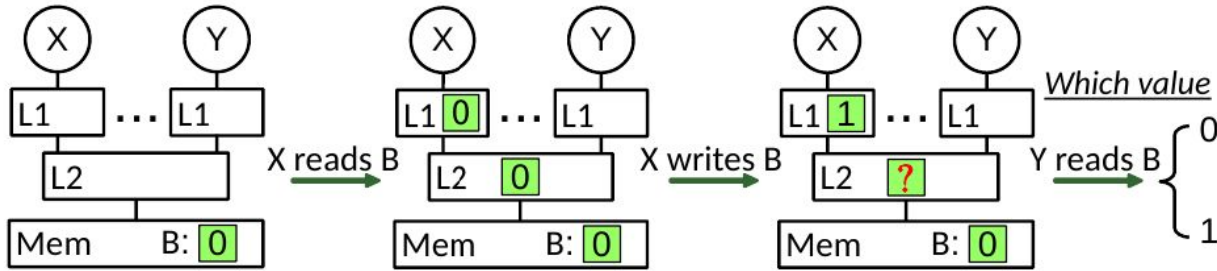 X Y X Y X Y
Which value
L1 ... L1 L1 0 ... L1 L1 1 ... L1 0
X reads B X writes B Y reads B
L2 L2 0 L2 ?
Mem B: 0 Mem B: 0 Mem B: 0 1